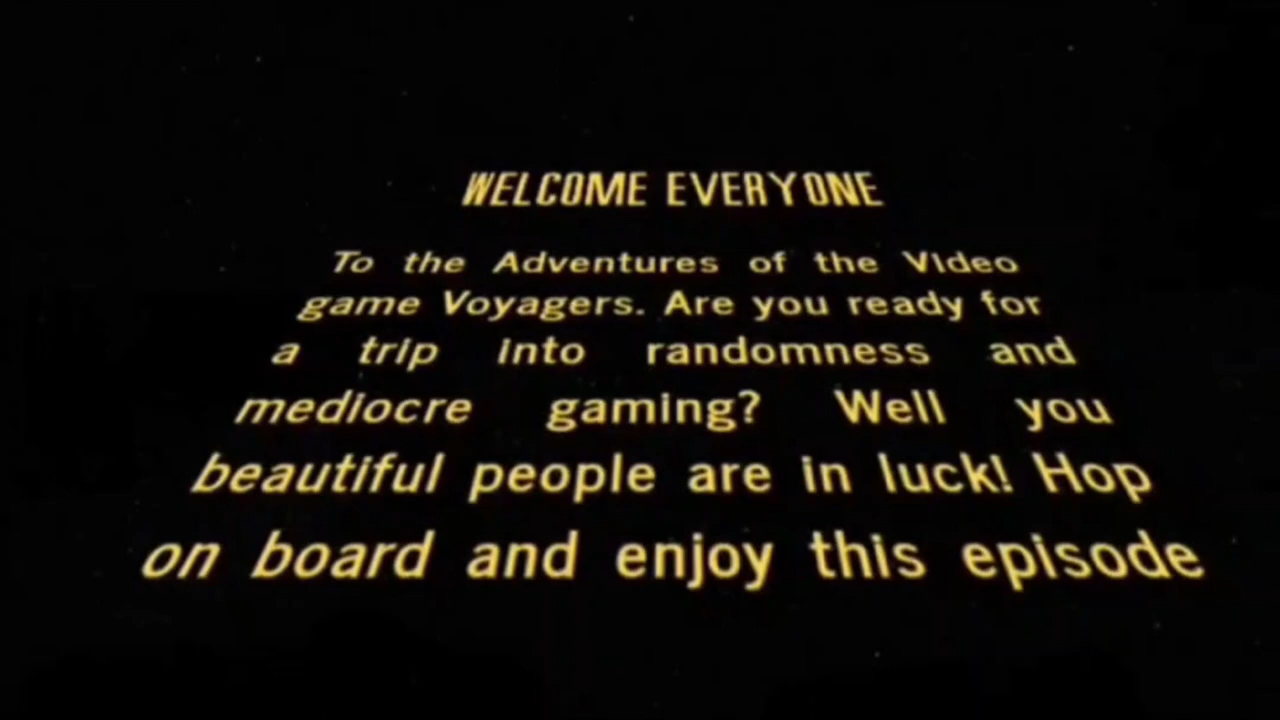 WELCOME EVERYONE
To the Adventures of the VIdeo
game Voyagers. Are you ready for
a trip into randomness and
mediocre gaming? Well you
beautiful people are in luck! Hop
on board and enjoy this episode